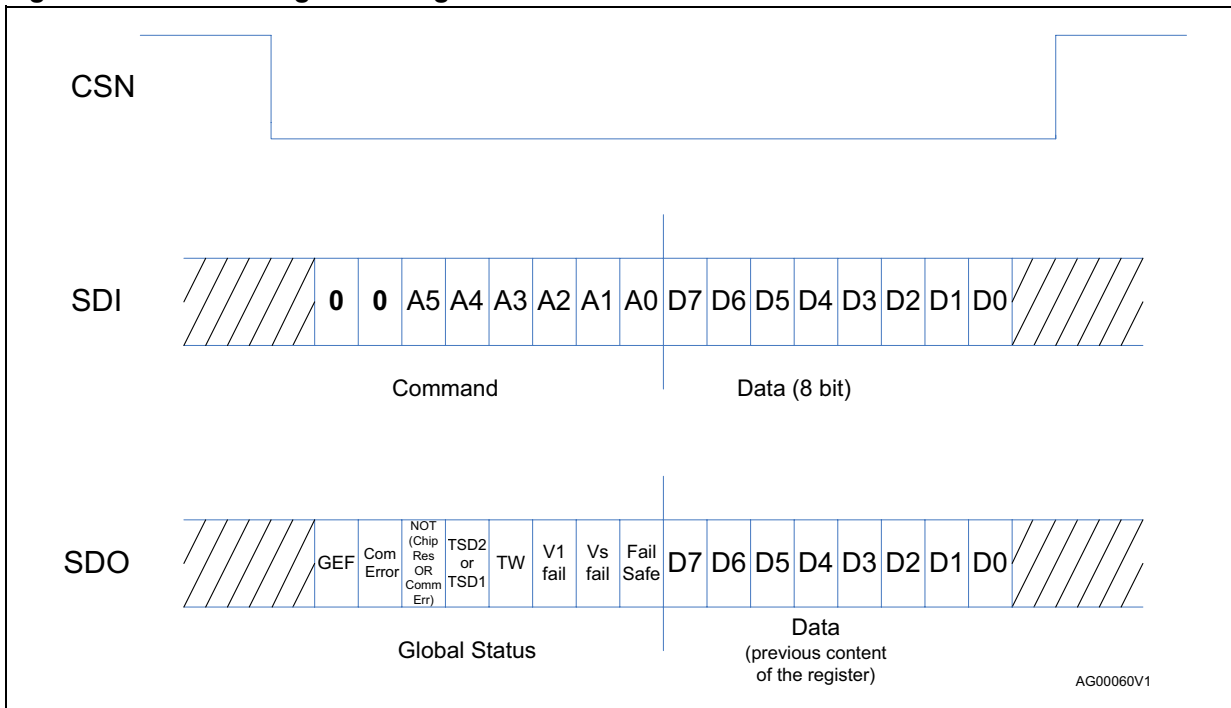 CSN
SDI
0 0 A5 A4 A3 A2 A1 A0 D7 D6 D5 D4 D3 D2 D1 D0
Command
Data (8 bit)
SDO
GEF
Com
Error
NOT
(Chip
Res
OR
Comm
Err)
TSD2
or
TSD1
TW
V1
fail
Vs
fail
Fail
Safe
D7 D6 D5 D4 D3 D2 D1 D0
Global Status
Data
(previous content
of the register)
AG00060V1